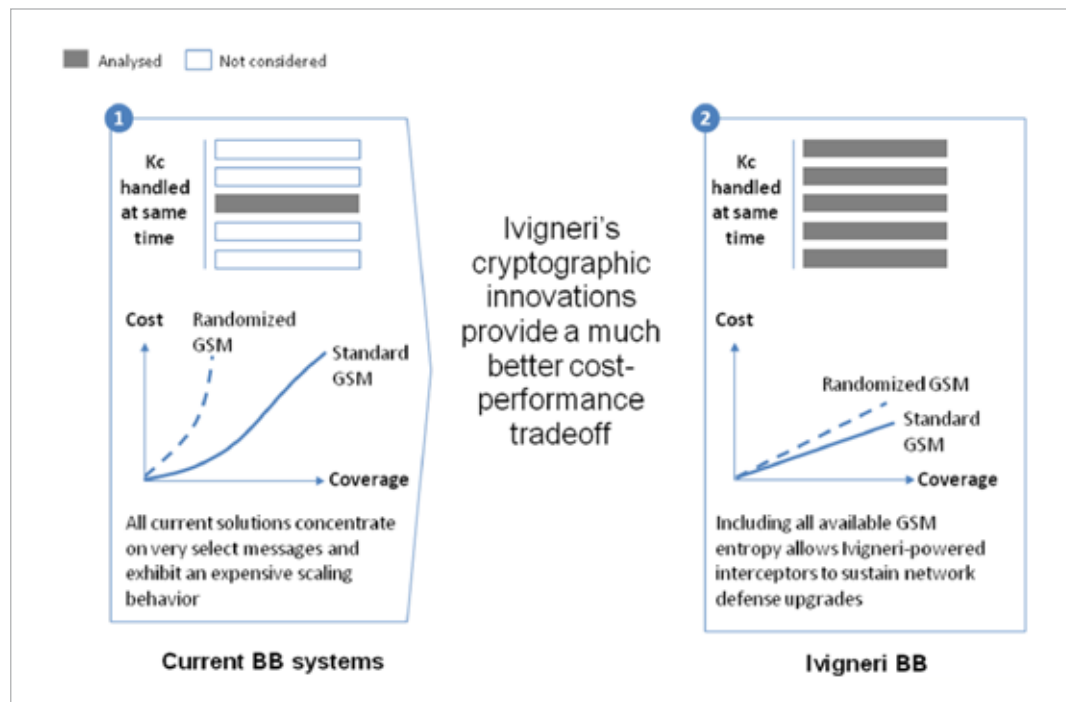 Analysed
Not considered
1
Kc
handled
at same
time
Cost
Randomized
GSM
Standard
GSM
Coverage
All current solutions concentrate
on very select messages and
exhibit an expensive scaling
behavior
Current BB systems
Ivigneri’s
cryptographic
innovations
provide a much
better cost-
performance
tradeoff
2
Kc
handled
at same
time
Cost
Randomized GSM
Standard
GSM
Coverage
Including all available GSM
entropy allows Ivigneri-powered
interceptors to sustain network
defense upgrades
Ivigneri BB